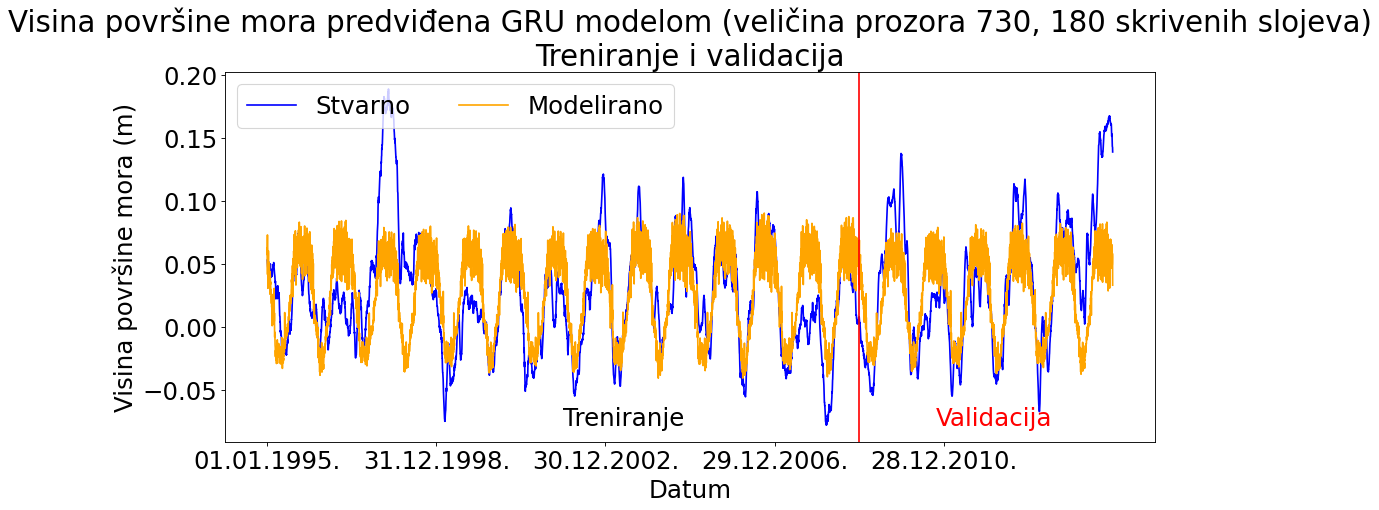 Visina površine mora predviđena GRU modelom (veličina prozora 730, 180 skrivenih slojeva)
Treniranje i validacija
Stvarno
Modelirano
Visina površine mora (m)
0.20
0.15
0.10
0.05
0.00
−0.05
Treniranje
Validacija
01.01.1995.
31.12.1998.
30.12.2002.
29.12.2006.
28.12.2010.
Datum